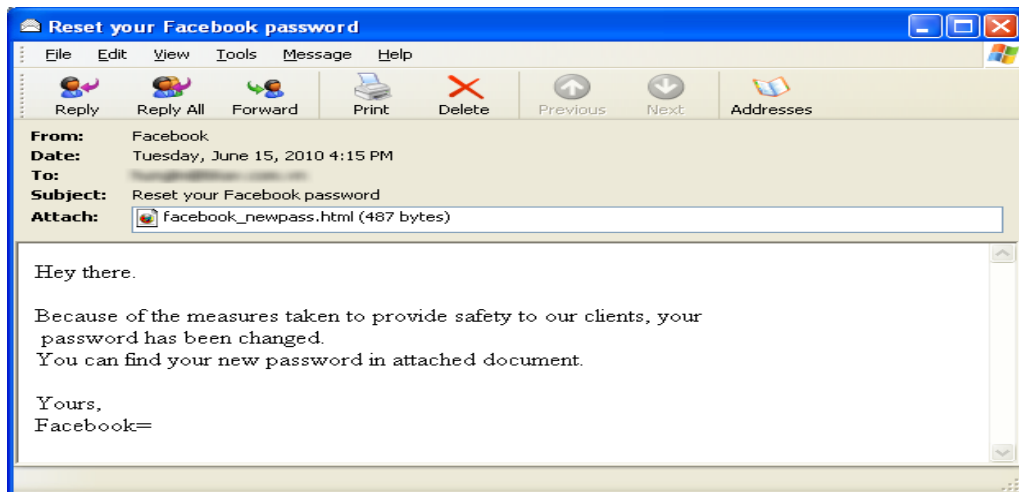 Reset your Facebook password
File Edit View Tools Message Help
Reply Reply All Forward Print Delete Previous Next Addresses
From: Facebook
Date: Tuesday, June 15, 2010 4:15 PM
To:
Subject: Reset your Facebook password
Attach: facebook_newpass.html (487 bytes)
Hey there.
Because of the measures taken to provide safety to our clients, your
password has been changed.
You can find your new password in attached document.
Yours,
Facebook=